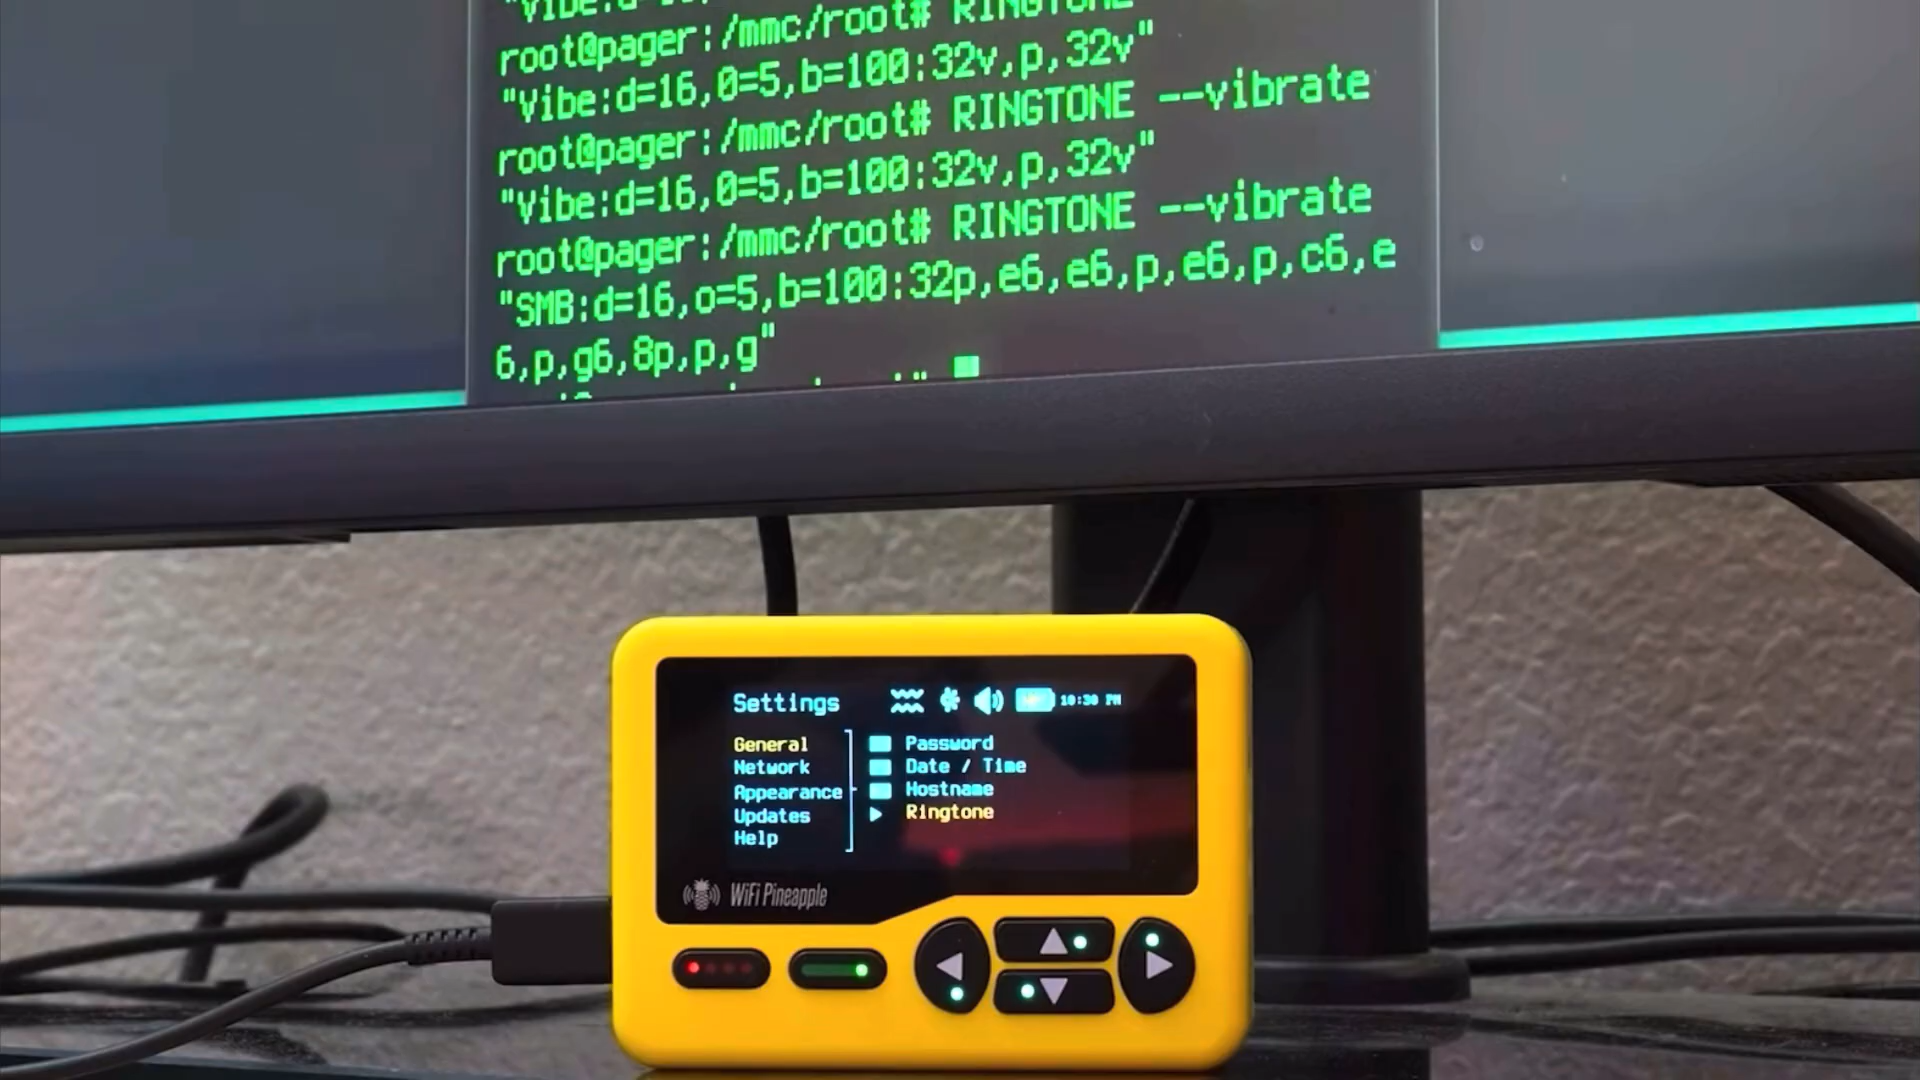 "Vibe:d=16,
root@pager:/mmc/root# RINGTONE
"Vibe:d=16,0=5,b=100:32v,p,32v"
root@pager:/mmc/root# RINGTONE --vibrate
"Vibe:d=16,0=5,b=100:32v,p,32v"
root@pager:/mmc/root# RINGTONE --vibrate
"SMB:d=16,o=5,b=100:32p,e6,e6,p,e6,p,c6,e
6,p,g6,8p,p,g"
Settings
10:30 PM
General
Network
Appearance
Updates
Help
Password
Date / Time
Hostname
Ringtone
WiFi Pineapple